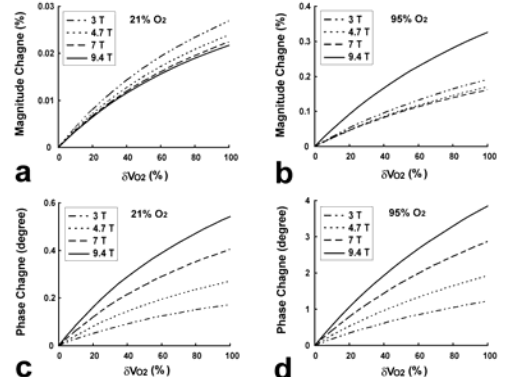 0.03
0.02
0.01
0
3 T
4.7 T
7 T
9.4 T
21% O2
Magnitude Chagne (%)
0 20 40 60 80 100
a
δVO2 (%)
0.4
0.3
0.2
0.1
0
3 T
4.7 T
7 T
9.4 T
95% O2
Magnitude Chagne (%)
0 20 40 60 80 100
b
δVO2 (%)
0.6
0.4
0.2
0
3 T
4.7 T
7 T
9.4 T
21% O2
Phase Chagne (degree)
0 20 40 60 80 100
c
δVO2 (%)
4
3
2
1
0
3 T
4.7 T
7 T
9.4 T
95% O2
Phase Chagne (degree)
0 20 40 60 80 100
d
δVO2 (%)